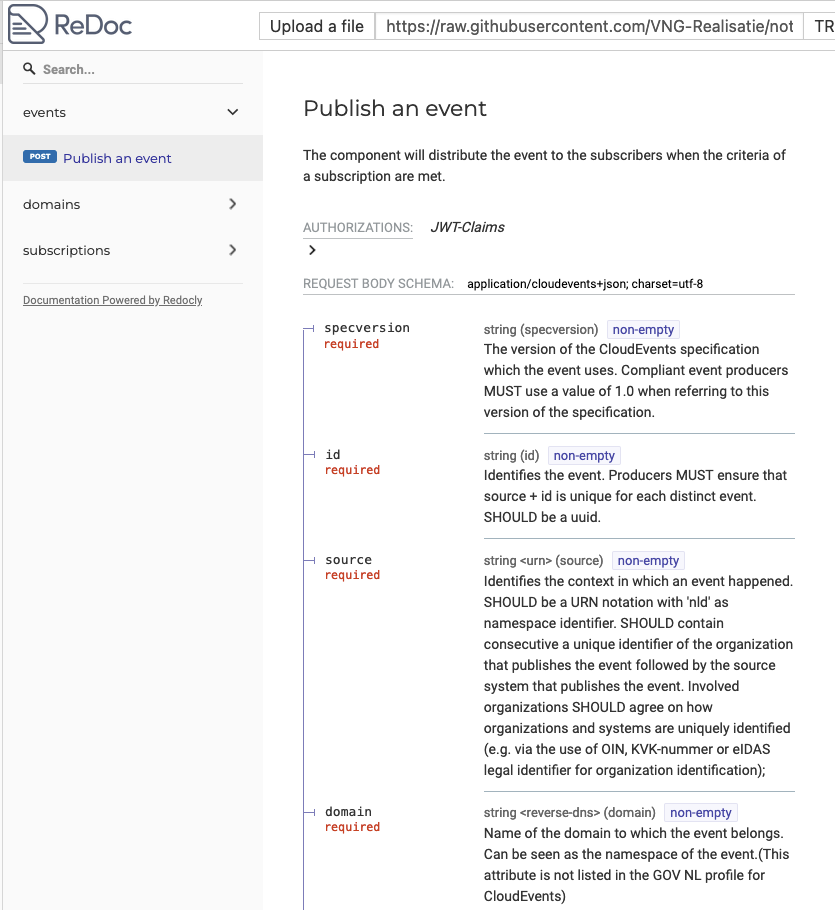 ReDoc
Upload a file
https://raw.githubusercontent.com/VNG-Realisatie/not
TR
Search...
events
POST Publish an event
domains
subscriptions
Documentation Powered by Redocly
Publish an event
The component will distribute the event to the subscribers when the criteria of
a subscription are met.
AUTHORIZATIONS: JWT-Claims
REQUEST BODY SCHEMA: application/cloudevents+json; charset=utf-8
specversion
required
string (specversion) non-empty
The version of the CloudEvents specification
which the event uses. Compliant event producers
MUST use a value of 1.0 when referring to this
version of the specification.
id
required
string (id) non-empty
Identifies the event. Producers MUST ensure that
source + id is unique for each distinct event.
SHOULD be a uuid.
source
required
string <urn> (source) non-empty
Identifies the context in which an event happened.
SHOULD be a URN notation with 'nld' as
namespace identifier. SHOULD contain
consecutive a unique identifier of the organization
that publishes the event followed by the source
system that publishes the event. Involved
organizations SHOULD agree on how
organizations and systems are uniquely identified
(e.g. via the use of OIN, KVK-nummer or eIDAS
legal identifier for organization identification);
domain
required
string <reverse-dns> (domain) non-empty
Name of the domain to which the event belongs.
Can be seen as the namespace of the event.(This
attribute is not listed in the GOV NL profile for
CloudEvents)